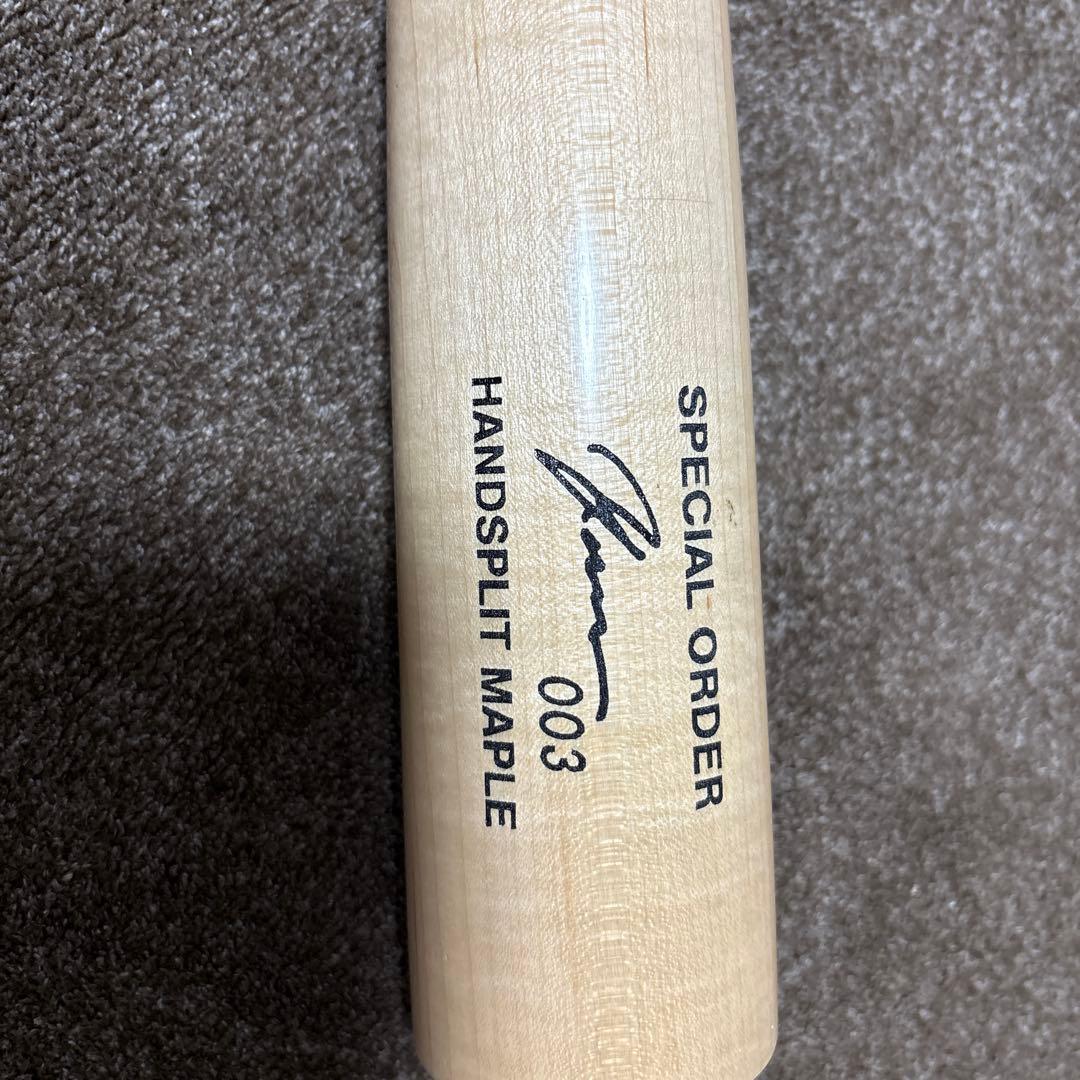 SPECIAL ORDER
003
HANDSPLIT MAPLE